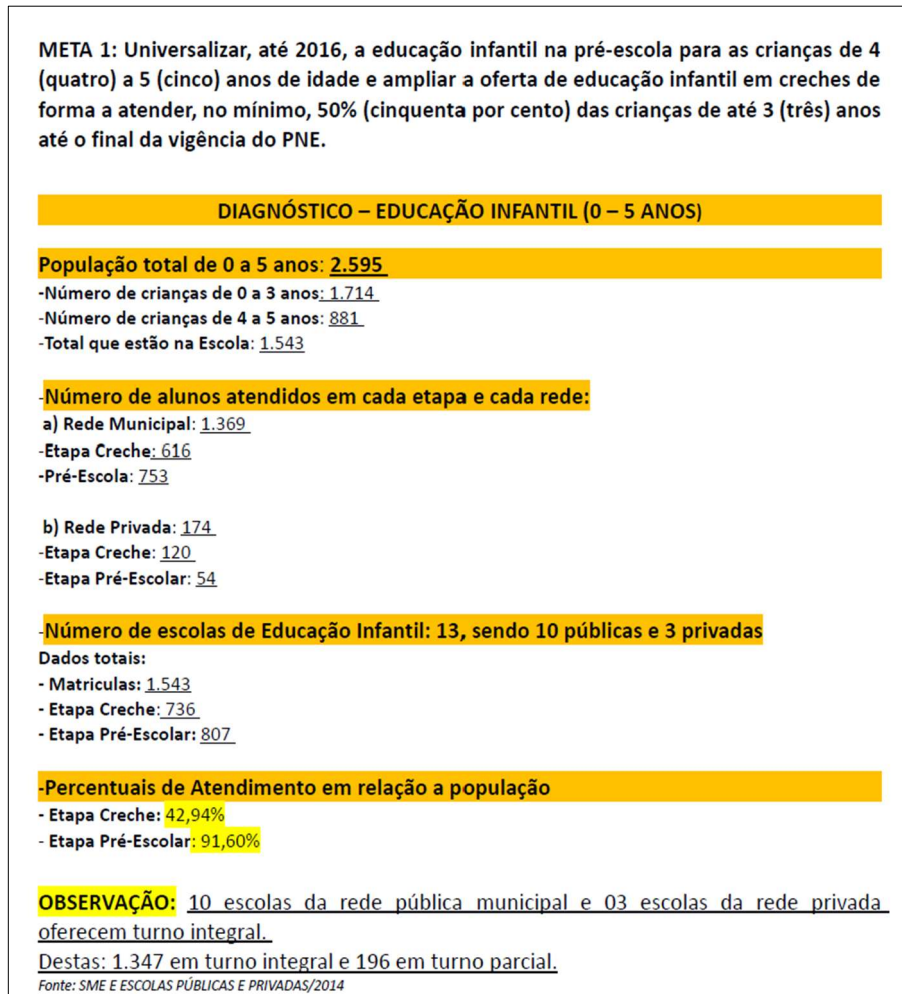 META 1: Universalizar, até 2016, a educação infantil na pré-escola para as crianças de 4
(quatro) a 5 (cinco) anos de idade e ampliar a oferta de educação infantil em creches de
forma a atender, no mínimo, 50% (cinquenta por cento) das crianças de até 3 (três) anos
até o final da vigência do PNE.
DIAGNÓSTICO – EDUCAÇÃO INFANTIL (0 – 5 ANOS)
População total de 0 a 5 anos: 2.595
-Número de crianças de 0 a 3 anos: 1.714
-Número de crianças de 4 a 5 anos: 881
-Total que estão na Escola: 1.543
-Número de alunos atendidos em cada etapa e cada rede:
a) Rede Municipal: 1.369
-Etapa Creche: 616
-Pré-Escola: 753
b) Rede Privada: 174
-Etapa Creche: 120
-Etapa Pré-Escolar: 54
-Número de escolas de Educação Infantil: 13, sendo 10 públicas e 3 privadas
Dados totais:
- Matriculas: 1.543
- Etapa Creche: 736
- Etapa Pré-Escolar: 807
-Percentuais de Atendimento em relação a população
- Etapa Creche: 42,94%
- Etapa Pré-Escolar: 91,60%
OBSERVAÇÃO: 10 escolas da rede pública municipal e 03 escolas da rede privada
oferecem turno integral.
Destas: 1.347 em turno integral e 196 em turno parcial.
Fonte: SME E ESCOLAS PÚBLICAS E PRIVADAS/2014